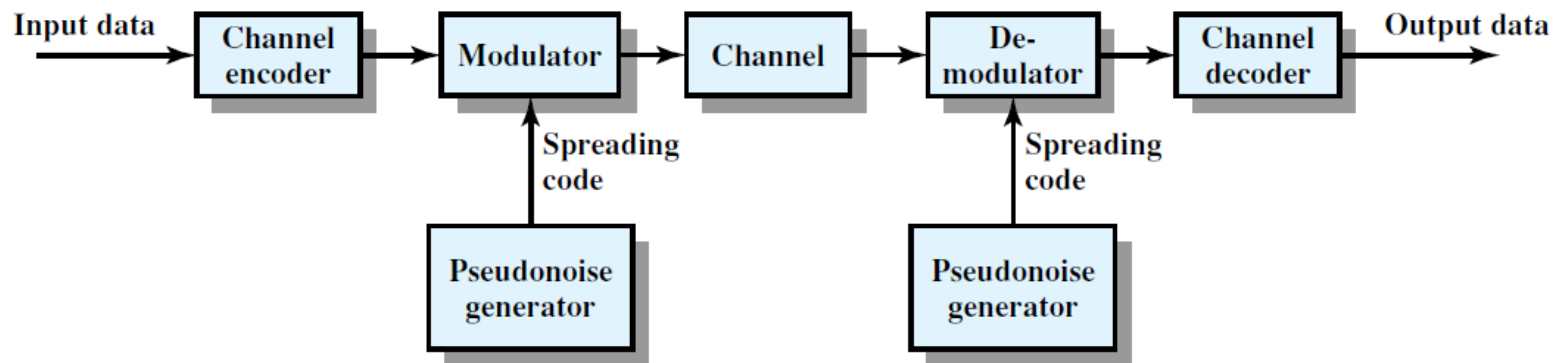 Input data
Channel
encoder
Modulator
Channel
De-
modulator
Channel
decoder
Output data
Spreading
code
Spreading
code
Pseudonoise
generator
Pseudonoise
generator